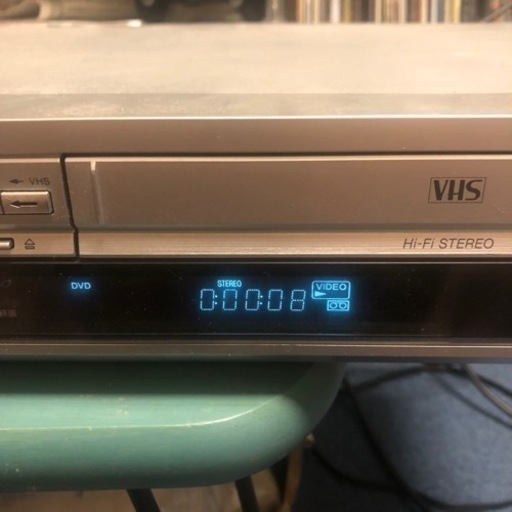 VHS
VHS
Hi-Fi STEREO
DVD
STEREO
VIDEO
0:00:08